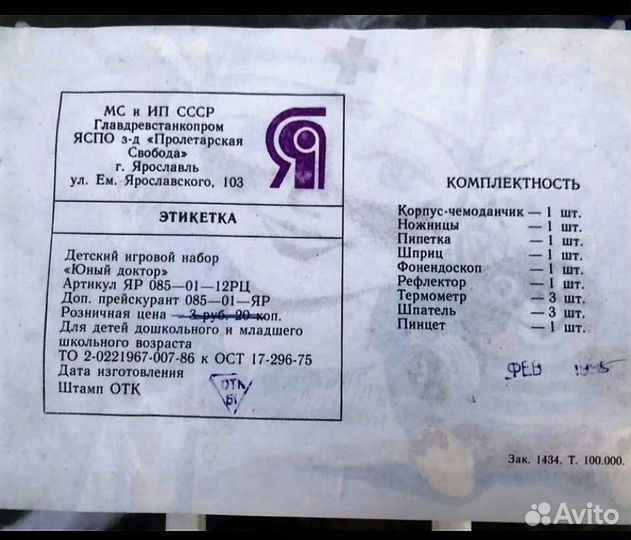 МС и ИП СССР
Главдревстанкопром
ЯСПО з-д «Пролетарская
Свобода»
г. Ярославль
ул. Ем. Ярославского, 103
Я
ЭТИКЕТКА
Детский игровой набор
«Юный доктор»
Артикул ЯР 085—01—12РЦ
Доп. прейскурант 085—01—ЯР
Розничная цена — 3 руб. 20 коп.
Для детей дошкольного и младшего
школьного возраста
ТО 2-0221967-007-86 к ОСТ 17-296-75
Дата изготовления
Штамп ОТК
ОТК
КОМПЛЕКТНОСТЬ
Корпус-чемоданчик — 1 шт.
Ножницы — 1 шт.
Пипетка — 1 шт.
Шприц — 1 шт.
Фонендоскоп — 1 шт.
Рефлектор — 1 шт.
Термометр — 3 шт.
Шпатель — 3 шт.
Пинцет — 1 шт.
ФЕВ
Зак. 1434. Т. 100.000.
Avito